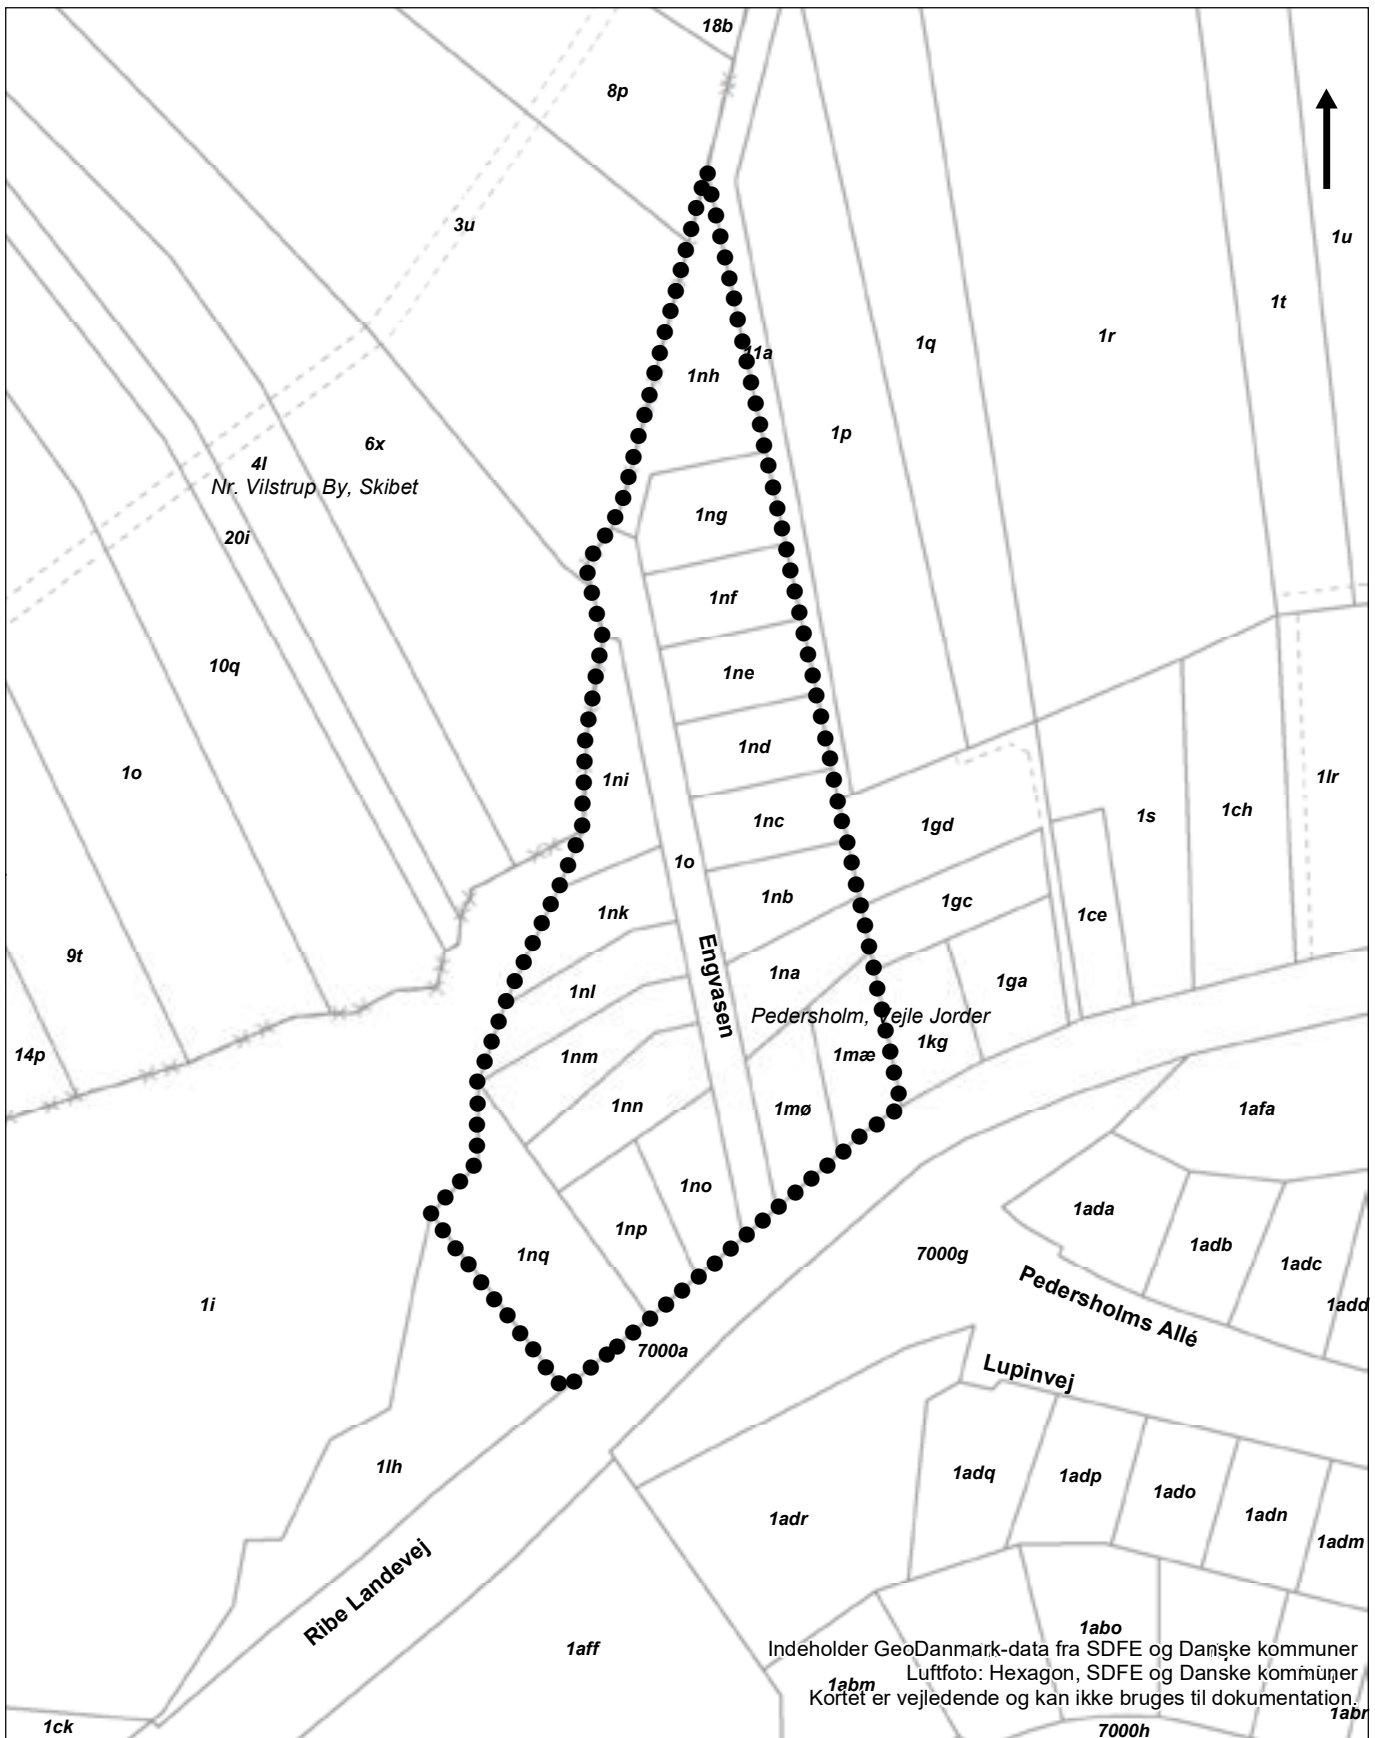 18b
8p
3u
1u
1t
1r
1q
11a
1nh
1p
6x
4l
Nr. Vilstrup By, Skibet
20i
1ng
1nf
10q
1ne
1nd
1o
1ni
1lr
1nc
1gd
1s
1ch
1o
1nb
1gc
1nk
1ce
Engvasen
9t
1na
1nl
1ga
Pedersholm, Vejle Jorder
14p
1nm
1mæ
1kg
1nn
1mø
1afa
1no
1ada
1np
1nq
7000g
1adb
1adc
Pedersholms Allé
1i
1add
7000a
Lupinvej
1lh
1adq
1adp
1ado
1adn
1adr
1adm
Ribe Landevej
1abo
1aff
Indeholder GeoDanmark-data fra SDFE og Danske kommuner
Luftfoto: Hexagon, SDFE og Danske kommuner
1abm
Kortet er vejledende og kan ikke bruges til dokumentation.
1abr
1ck
7000h